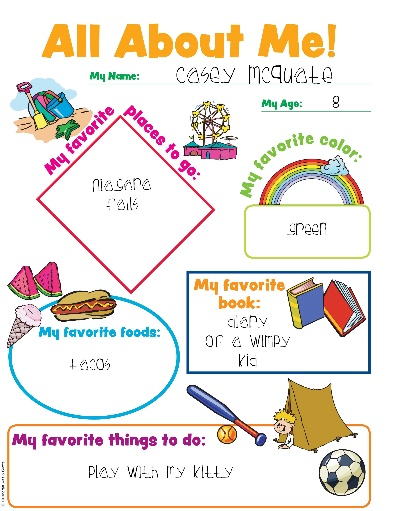 All About Me!
My Name: Casey McQuate
My Age: 8
My favorite places to go:
Niagara
Falls
My favorite color:
green
My favorite
book:
diary
of a wimpy
kid
My favorite foods:
tacos
My favorite things to do:
play with my kitty